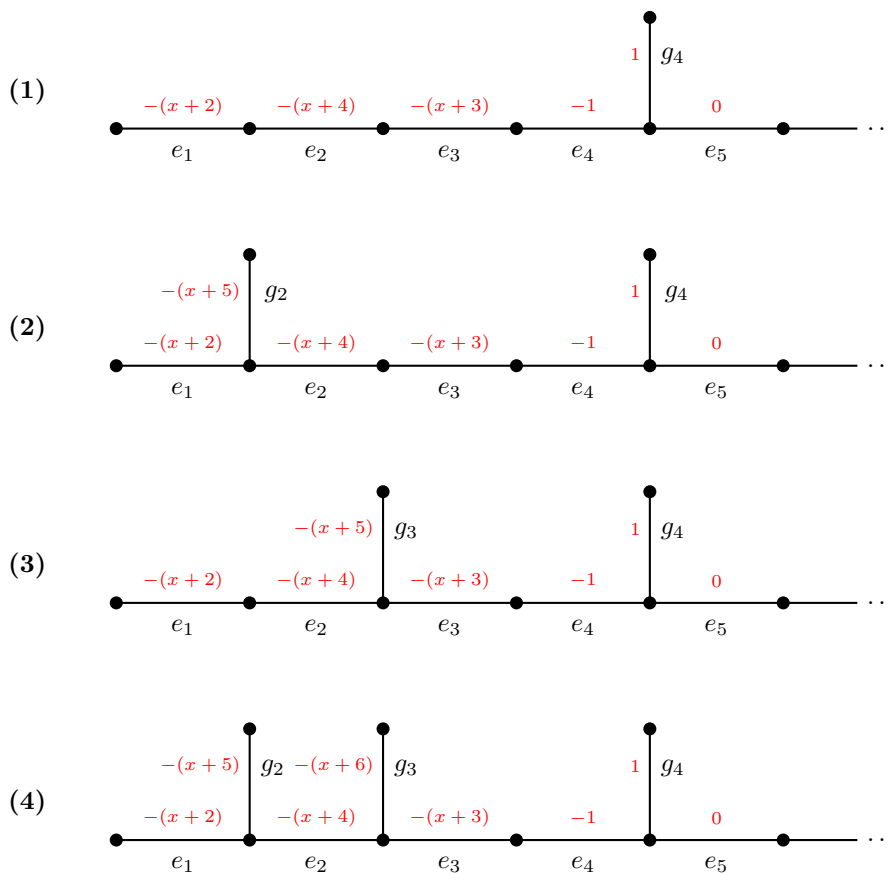 1 g₄
(1) −(x + 2) −(x + 4) −(x + 3) −1 0
e₁ e₂ e₃ e₄ e₅ ··
−(x + 5) g₂ 1 g₄
(2) −(x + 2) −(x + 4) −(x + 3) −1 0
e₁ e₂ e₃ e₄ e₅ ··
−(x + 5) g₃ 1 g₄
(3) −(x + 2) −(x + 4) −(x + 3) −1 0
e₁ e₂ e₃ e₄ e₅ ··
−(x + 5) g₂ −(x + 6) g₃ 1 g₄
(4) −(x + 2) −(x + 4) −(x + 3) −1 0
e₁ e₂ e₃ e₄ e₅ ··